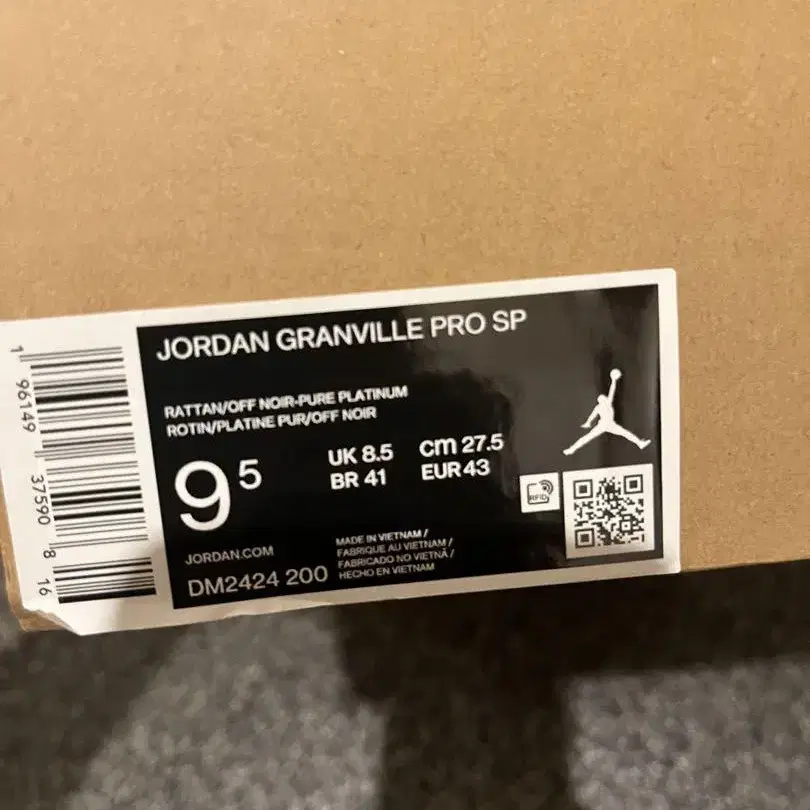 JORDAN GRANVILLE PRO SP
RATTAN/OFF NOIR-PURE PLATINUM
ROTIN/PLATINE PUR/OFF NOIR
9 5
UK 8.5 cm 27.5
BR 41 EUR 43
RFID
JORDAN.COM
DM2424 200
MADE IN VIETNAM /
FABRIQUE AU VIETNAM /
FABRICADO NO VIETNÃ /
HECHO EN VIETNAM
1 96149 37590 8 16